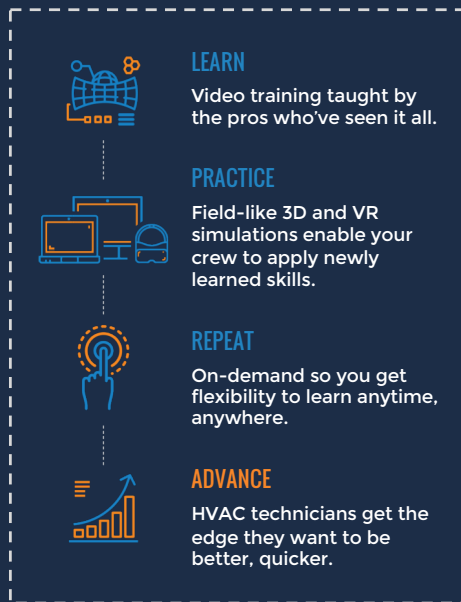 LEARN
Video training taught by
the pros who've seen it all.
PRACTICE
Field-like 3D and VR
simulations enable your
crew to apply newly
learned skills.
REPEAT
On-demand so you get
flexibility to learn anytime,
anywhere.
ADVANCE
HVAC technicians get the
edge they want to be
better, quicker.